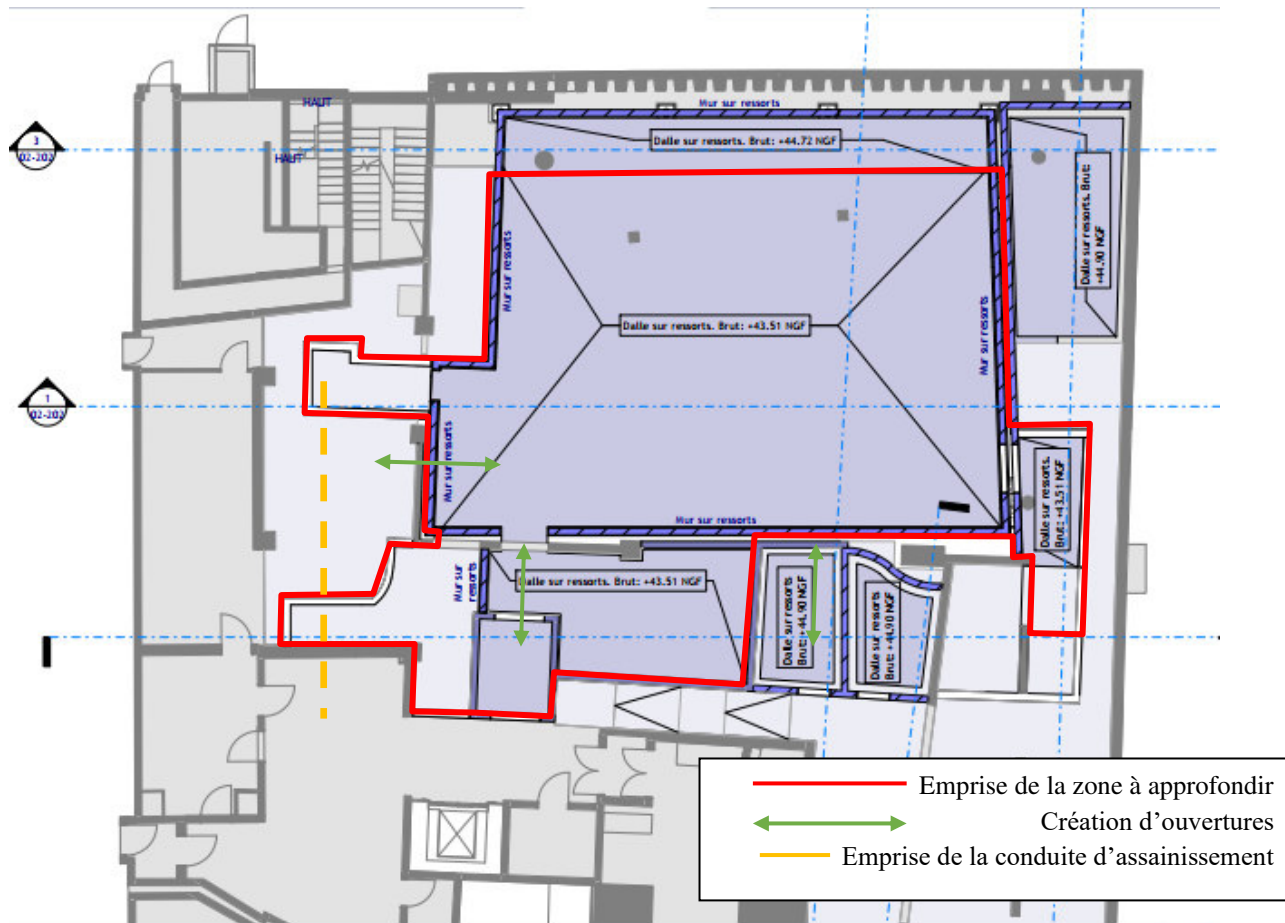 HAUT
HAUT
Mur sur ressorts
Dalle sur ressorts. Brut: +44.72 NGF
3
02-202
Dalle sur ressorts. Brut:
+44.90 NGF
Mur sur ressorts
Dalle sur ressorts. Brut: +43.51 NGF
Mur sur ressorts
1
02-202
Mur sur ressorts
Mur sur ressorts
Dalle sur ressorts.
Brut: +43.51 NGF
Mur sur
ressorts
Dalle sur ressorts. Brut: +43.51 NGF
Dalle sur ressorts
Brut: +44.90 NGF
Dalle sur ressorts
Brut: +44.90 NGF
Emprise de la zone à approfondir
Création d’ouvertures
Emprise de la conduite d’assainissement